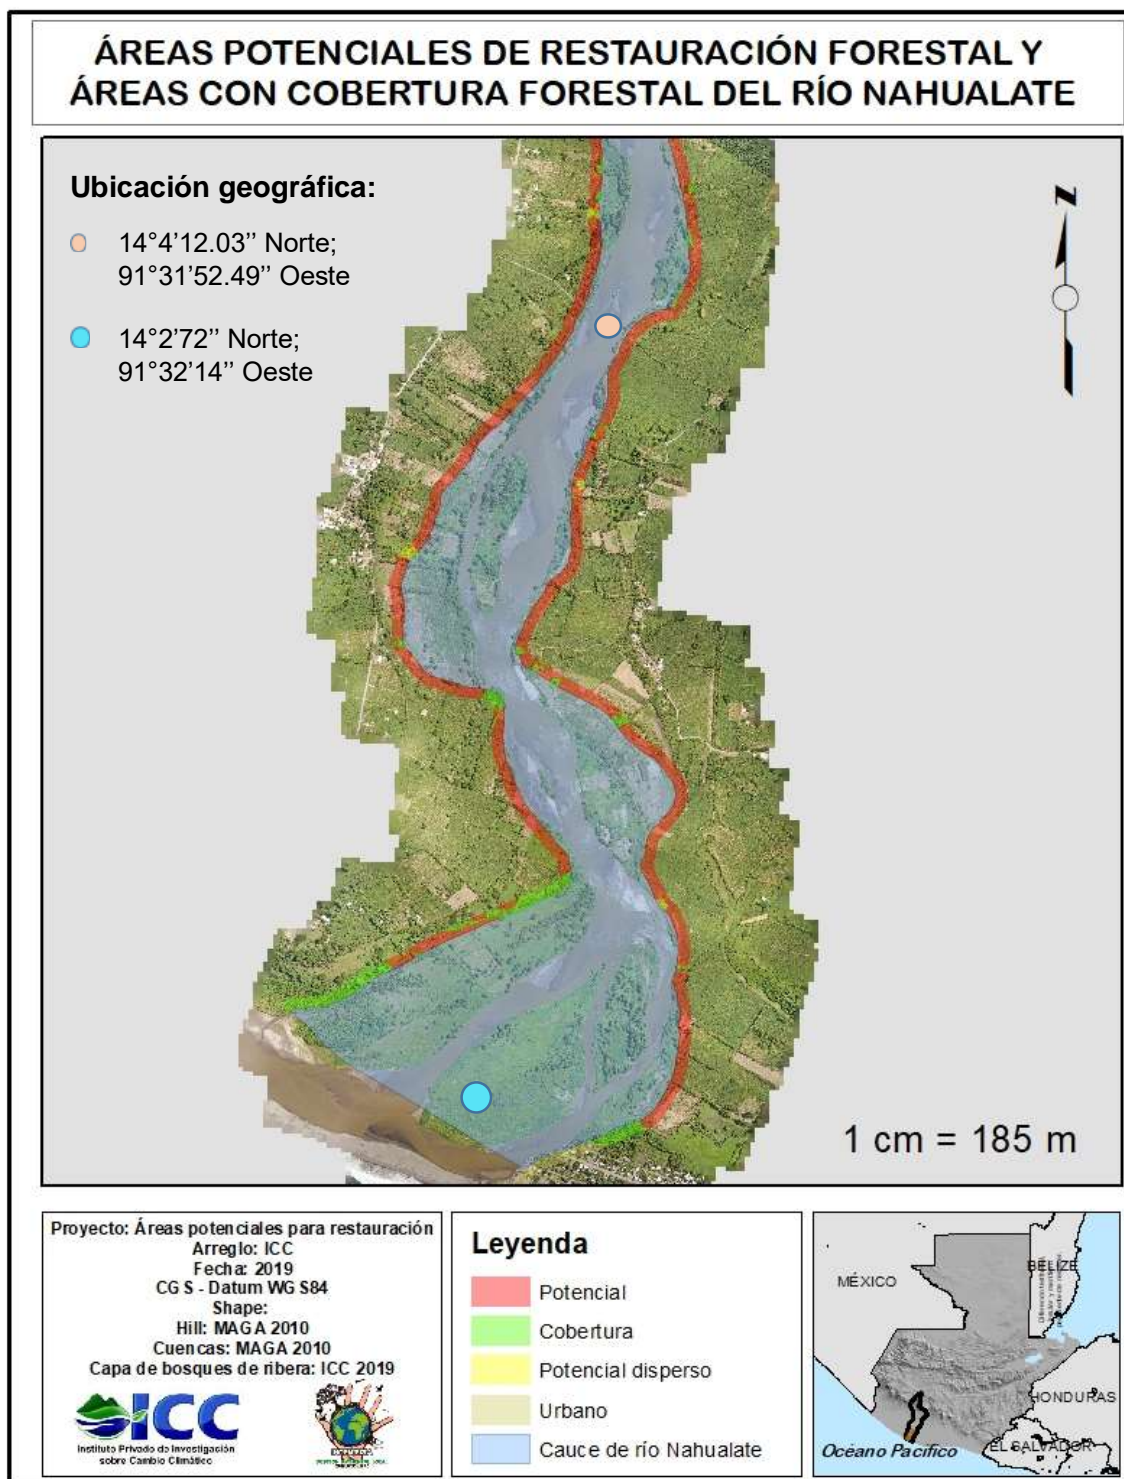 ÁREAS POTENCIALES DE RESTAURACIÓN FORESTAL Y
ÁREAS CON COBERTURA FORESTAL DEL RÍO NAHUALATE
Ubicación geográfica:
14°4’12.03’’ Norte;
91°31’52.49’’ Oeste
14°2’72’’ Norte;
91°32’14’’ Oeste
N
1 cm = 185 m
Proyecto: Áreas potenciales para restauración
Arreglo: ICC
Fecha: 2019
CGS - Datum WGS84
Shape:
Hill: MAGA 2010
Cuencas: MAGA 2010
Capa de bosques de ribera: ICC 2019
ICC
Instituto Privado de Investigación
sobre Cambio Climático
Leyenda
Potencial
Cobertura
Potencial disperso
Urbano
Cauce de río Nahualate
MÉXICO
BELIZE
HONDURAS
EL SALVADOR
Océano Pacífico